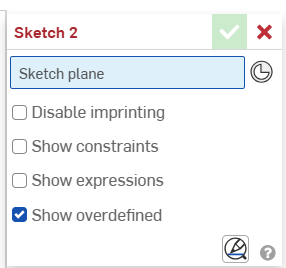 Sketch 2
Sketch plane
Disable imprinting
Show constraints
Show expressions
Show overdefined
?